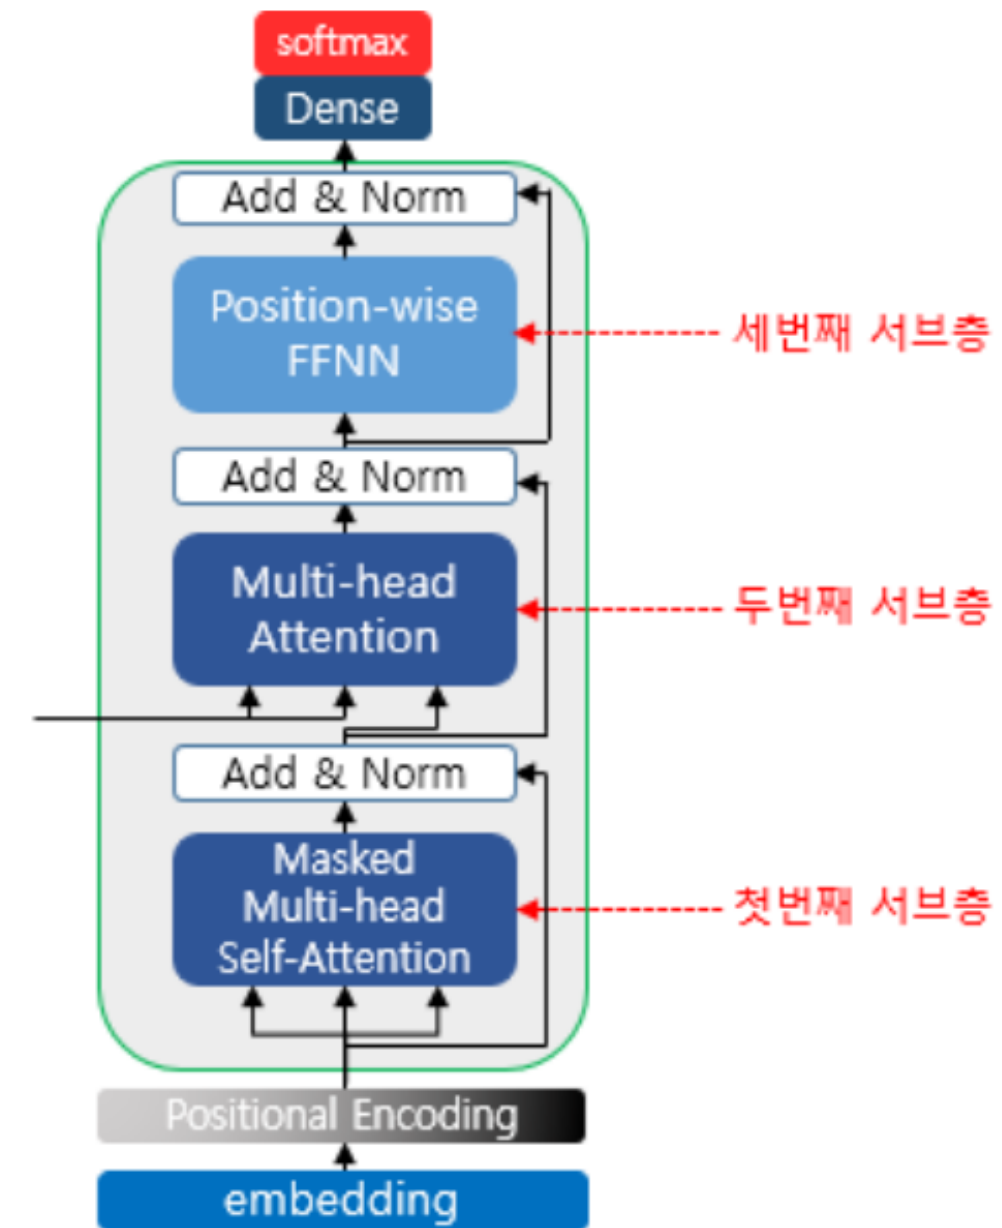 softmax
Dense
Add & Norm
Position-wise
FFNN
세번째 서브층
Add & Norm
Multi-head
Attention
두번째 서브층
Add & Norm
Masked
Multi-head
Self-Attention
첫번째 서브층
Positional Encoding
embedding